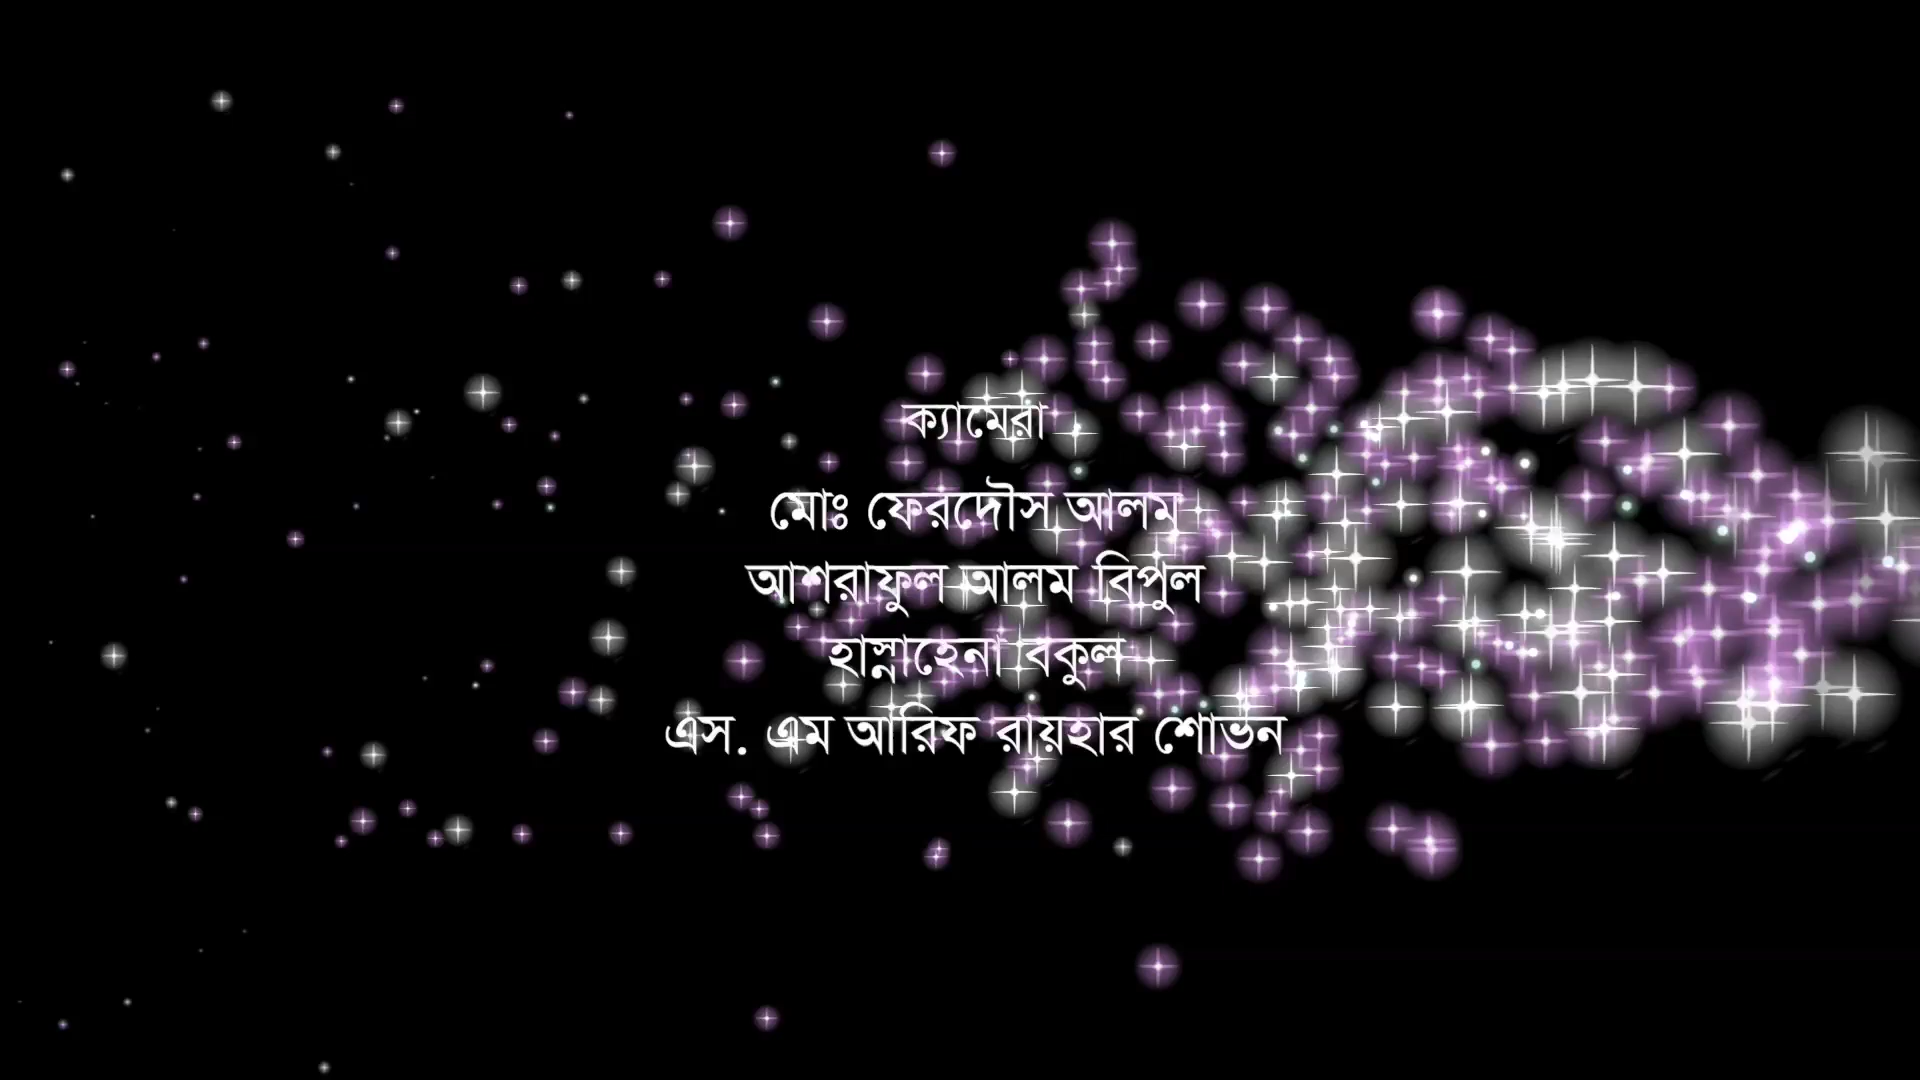 ক্যামেরা
মোঃ ফেরদৌস আলম
আশরাফুল আলম বিপুল
হাস্নাহেনা বকুল
এস. এম আরিফ রায়হার শোভন